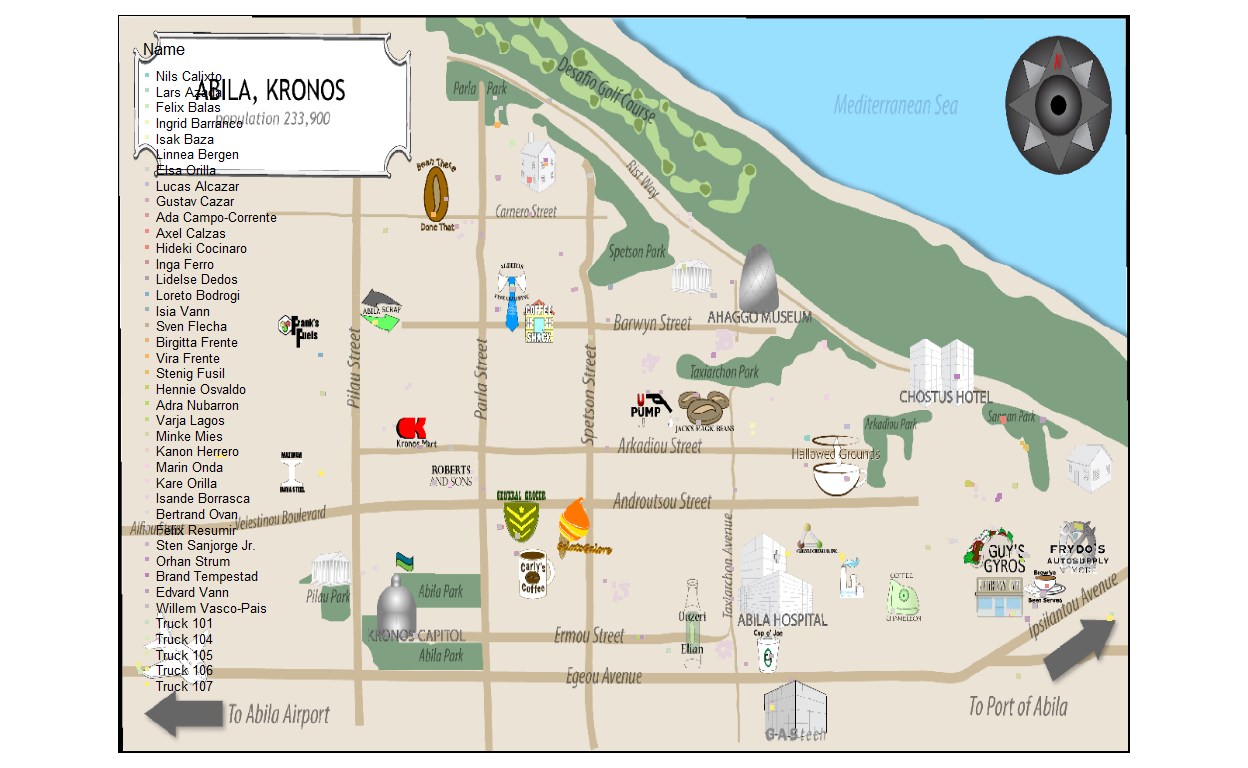 Name
Nils Calixto
Lars Azada
Felix Balas
Ingrid Barranco
Isak Baza
Linnea Bergen
Elsa Orilla
Lucas Alcazar
Gustav Cazar
Ada Campo-Corrente
Axel Calzas
Hideki Cocinaro
Inga Ferro
Lidelse Dedos
Loreto Bodrogi
Isia Vann
Sven Flecha
Birgitta Frente
Vira Frente
Stenig Fusil
Hennie Osvaldo
Adra Nubarron
Varja Lagos
Minke Mies
Kanon Herrero
Marin Onda
Kare Orilla
Isande Borrasca
Bertrand Ovan
Felix Resumir
Sten Sanjorge Jr.
Orhan Strum
Brand Tempestad
Edvard Vann
Willem Vasco-Pais
Truck 101
Truck 104
Truck 105
Truck 106
Truck 107
ABILA, KRONOS
population 233,900
Desafio Golf Course
Mediterranean Sea
N
Parla Park
Rist Way
Bean There
Done That
Carnero Street
Spetson Park
ALBERT'S
ABILA SCRAP
COFFEE
SHACK
Frank's
Fuels
Barwyn Street
AHAGGO MUSEUM
Pilau Street
Parla Street
Spetson Street
Taxiarchon Park
CHOSTUS HOTEL
U
PUMP
JACK'S MAGIC BEANS
Kronos Mart
Arkadiou Street
Arkadiou Park
Sannan Park
Hallowed Grounds
ROBERTS
AND SONS
MAXIMUM
IRON & STEEL
GENERAL GROCER
Androutsou Street
Velestinou Boulevard
Carly's
Coffee
Taxiarchon Avenue
GUY'S
GYROS
FRYDO'S
AUTOSUPPLY
Brew've
Been Served
COFFEE
CHAMELEON
Pilau Park
Abila Park
KRONOS CAPITOL
Abila Park
Ermou Street
Ouzeri
Elian
ABILA HOSPITAL
Cup o' Joe
Ipsilantou Avenue
Egeou Avenue
To Abila Airport
GAStech
To Port of Abila